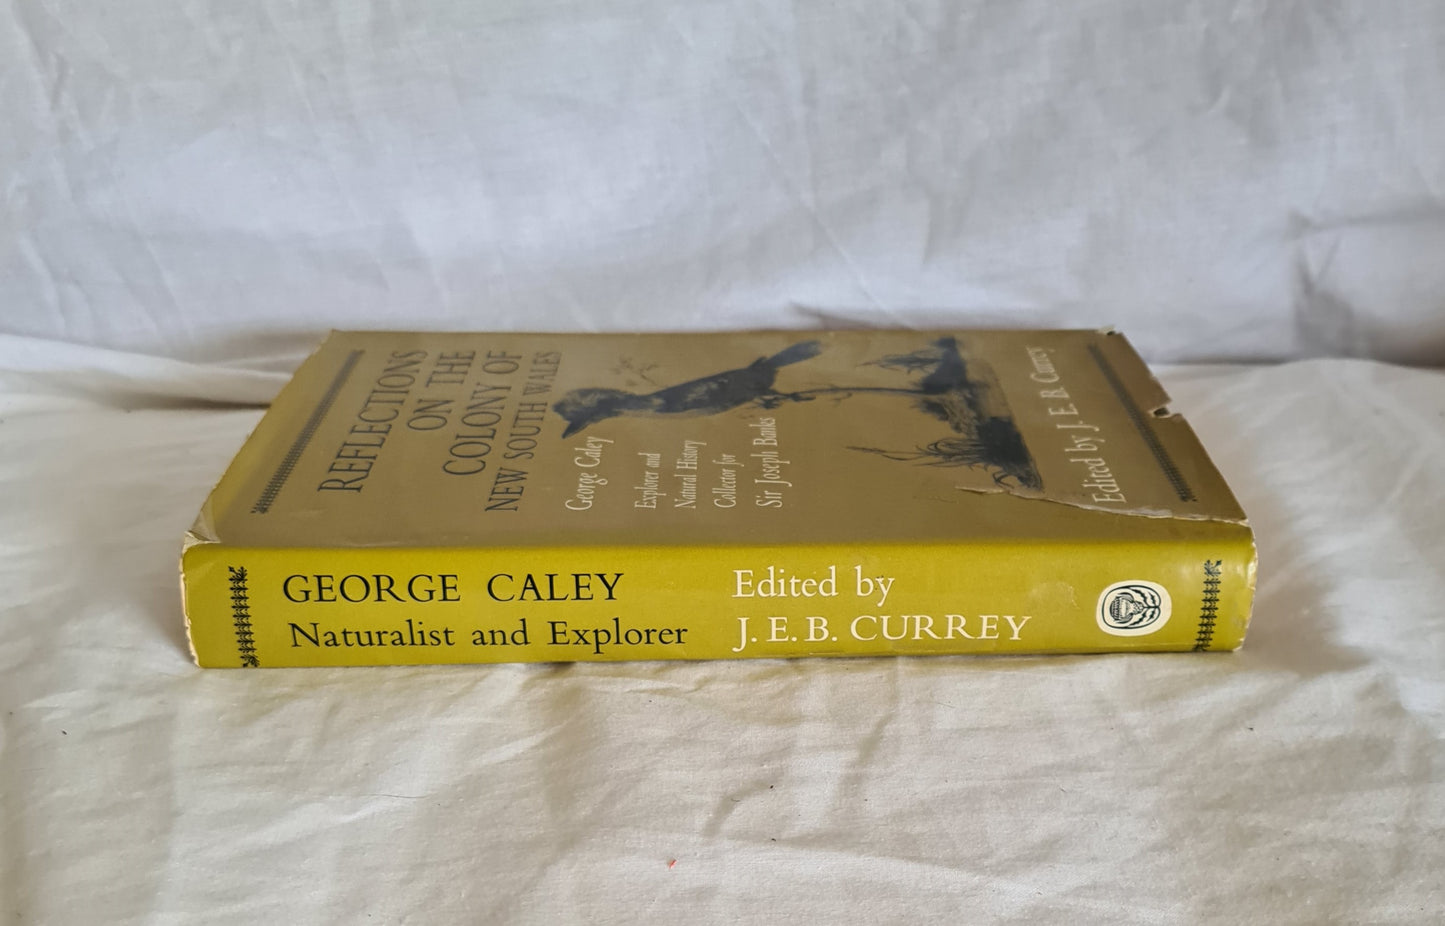 REFLECTIONS
ON THE
COLONY OF
NEW SOUTH WALES
George Caley
Explorer and
Natural History
Collector for
Sir Joseph Banks
Edited by J. E. B. Currey
GEORGE CALEY
Naturalist and Explorer
Edited by
J. E. B. CURREY